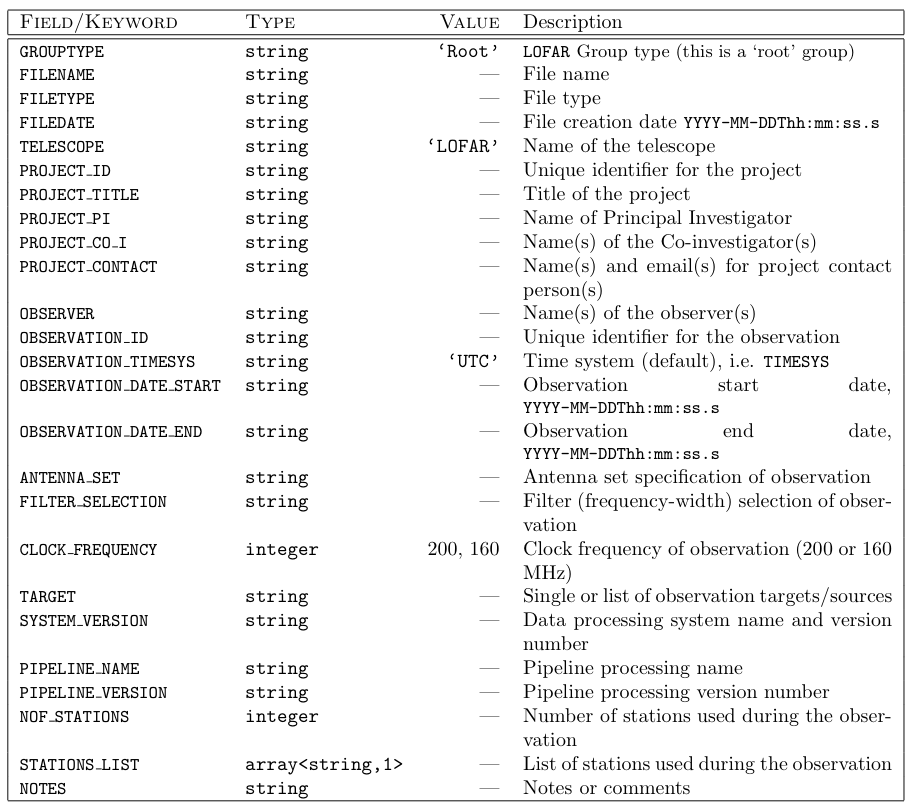 FIELD/KEYWORD TYPE VALUE Description
GROUPTYPE string ‘Root’ LOFAR Group type (this is a ‘root’ group)
FILENAME string — File name
FILETYPE string — File type
FILEDATE string — File creation date YYYY-MM-DDThh:mm:ss.s
TELESCOPE string ‘LOFAR’ Name of the telescope
PROJECT_ID string — Unique identifier for the project
PROJECT_TITLE string — Title of the project
PROJECT_PI string — Name of Principal Investigator
PROJECT_CO_I string — Name(s) of the Co-investigator(s)
PROJECT_CONTACT string — Name(s) and email(s) for project contact
person(s)
OBSERVER string — Name(s) of the observer(s)
OBSERVATION_ID string — Unique identifier for the observation
OBSERVATION_TIMESYS string ‘UTC’ Time system (default), i.e. TIMESYS
OBSERVATION_DATE_START string — Observation start date,
YYYY-MM-DDThh:mm:ss.s
OBSERVATION_DATE_END string — Observation end date,
YYYY-MM-DDThh:mm:ss.s
ANTENNA_SET string — Antenna set specification of observation
FILTER_SELECTION string — Filter (frequency-width) selection of obser-
vation
CLOCK_FREQUENCY integer 200, 160 Clock frequency of observation (200 or 160
MHz)
TARGET string — Single or list of observation targets/sources
SYSTEM_VERSION string — Data processing system name and version
number
PIPELINE_NAME string — Pipeline processing name
PIPELINE_VERSION string — Pipeline processing version number
NOF_STATIONS integer — Number of stations used during the obser-
vation
STATIONS_LIST array<string,1> — List of stations used during the observation
NOTES string — Notes or comments